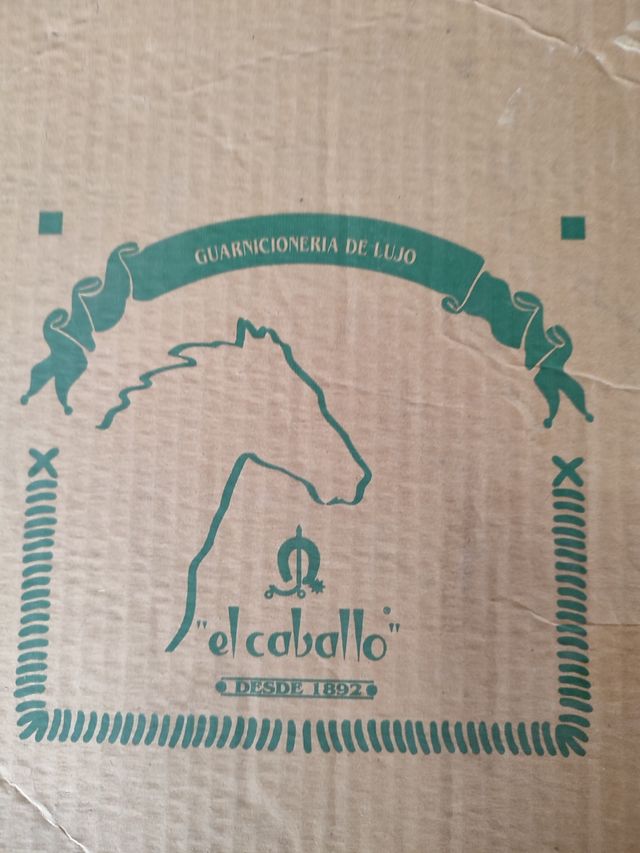 GUARNICIONERIA DE LUJO
"el caballo"
DESDE 1892